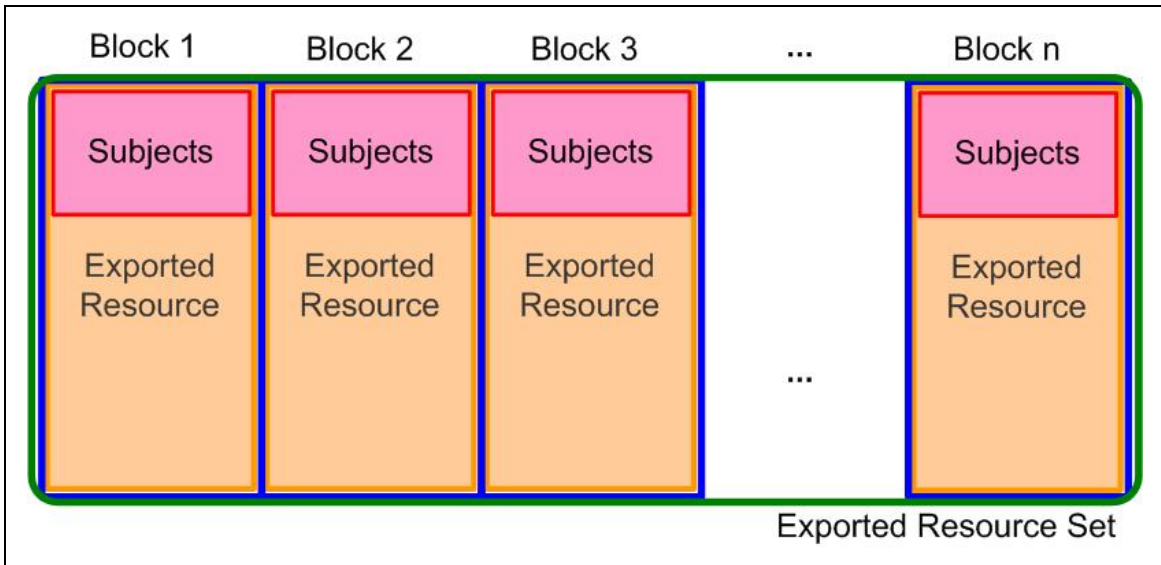 Block 1 Block 2 Block 3 ... Block n
Subjects Subjects Subjects Subjects
Exported Exported Exported Exported
Resource Resource Resource Resource
...
Exported Resource Set